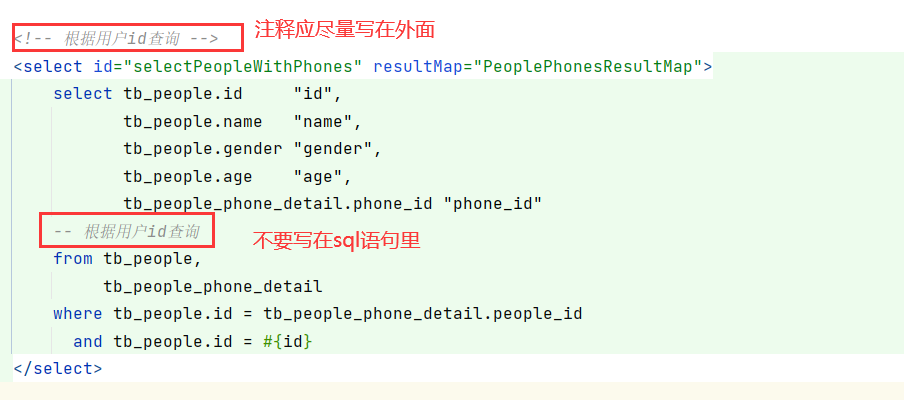 <!-- 根据用户id查询 --> 注释应尽量写在外面
<select id="selectPeopleWithPhones" resultMap="PeoplePhonesResultMap">
select tb_people.id "id",
tb_people.name "name",
tb_people.gender "gender",
tb_people.age "age",
tb_people_phone_detail.phone_id "phone_id"
-- 根据用户id查询 不要写在sql语句里
from tb_people,
tb_people_phone_detail
where tb_people.id = tb_people_phone_detail.people_id
and tb_people.id = #{id}
</select>